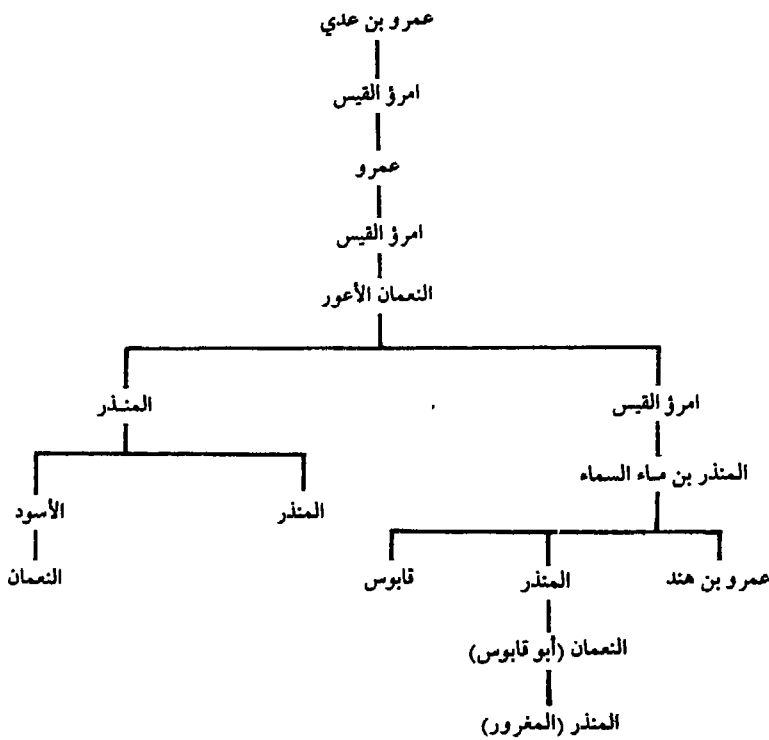 عمرو بن عدي
امرؤ القيس
عمرو
امرؤ القيس
النعمان الأعور
امرؤ القيس
المنذر
المنذر بن ماء السماء
المنذر
الأسود
عمرو بن هند
المنذر
قابوس
النعمان
النعمان (أبو قابوس)
المنذر (المغرور)